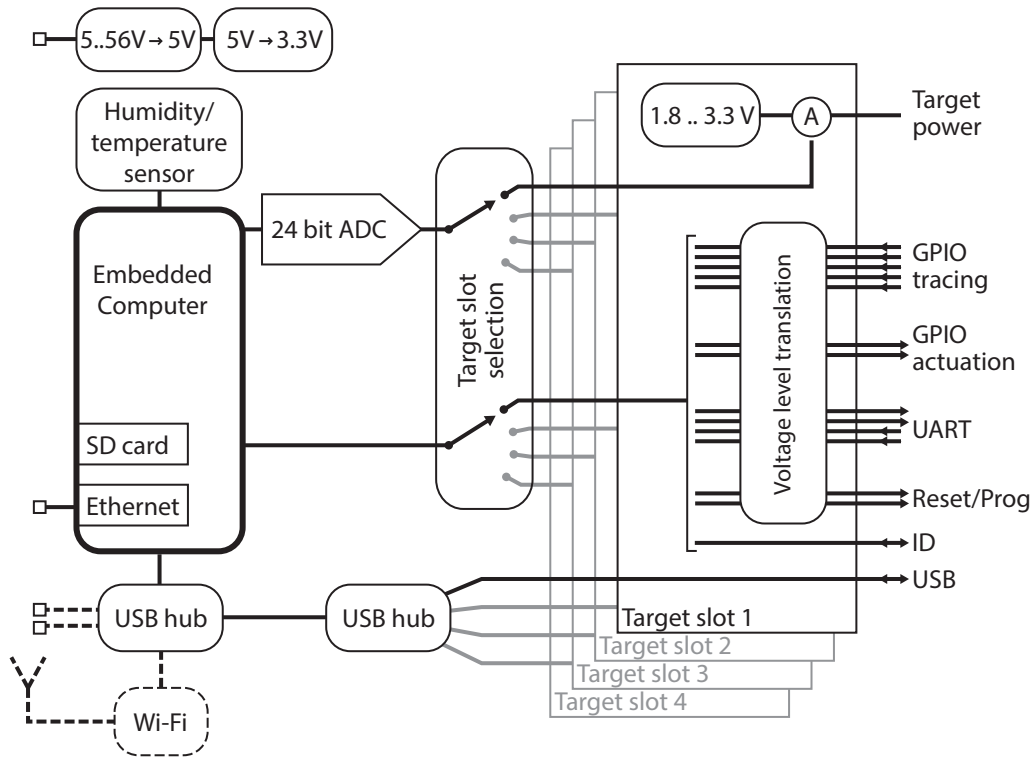 5..56V→5V
5V→3.3V
Humidity/
temperature
sensor
Embedded
Computer
SD card
Ethernet
24 bit ADC
Target slot
selection
1.8 .. 3.3 V
A
Target
power
Voltage level translation
GPIO
tracing
GPIO
actuation
UART
Reset/Prog
ID
USB
USB hub
USB hub
Wi-Fi
Target slot 1
Target slot 2
Target slot 3
Target slot 4